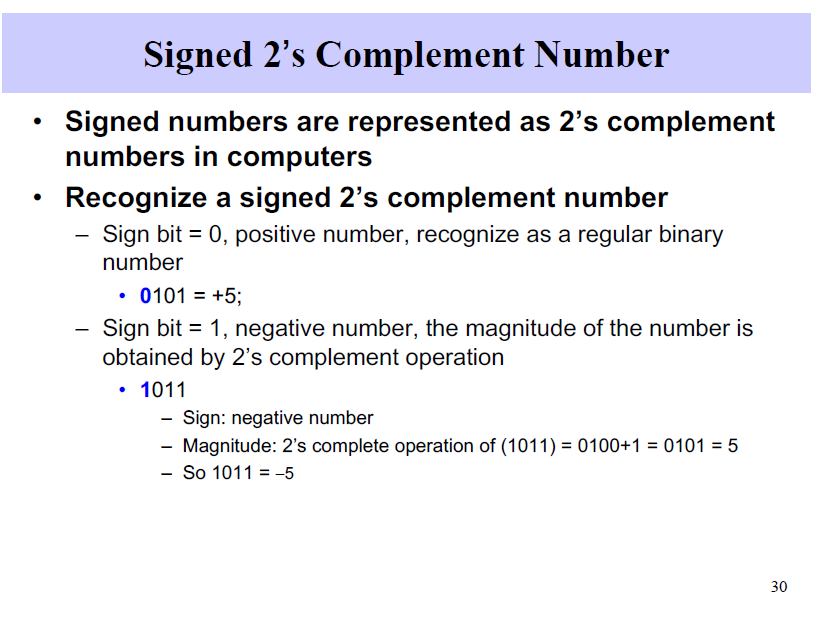 Signed 2’s Complement Number
• Signed numbers are represented as 2’s complement
numbers in computers
• Recognize a signed 2’s complement number
– Sign bit = 0, positive number, recognize as a regular binary
number
• 0101 = +5;
– Sign bit = 1, negative number, the magnitude of the number is
obtained by 2’s complement operation
• 1011
– Sign: negative number
– Magnitude: 2’s complete operation of (1011) = 0100+1 = 0101 = 5
– So 1011 = –5
30